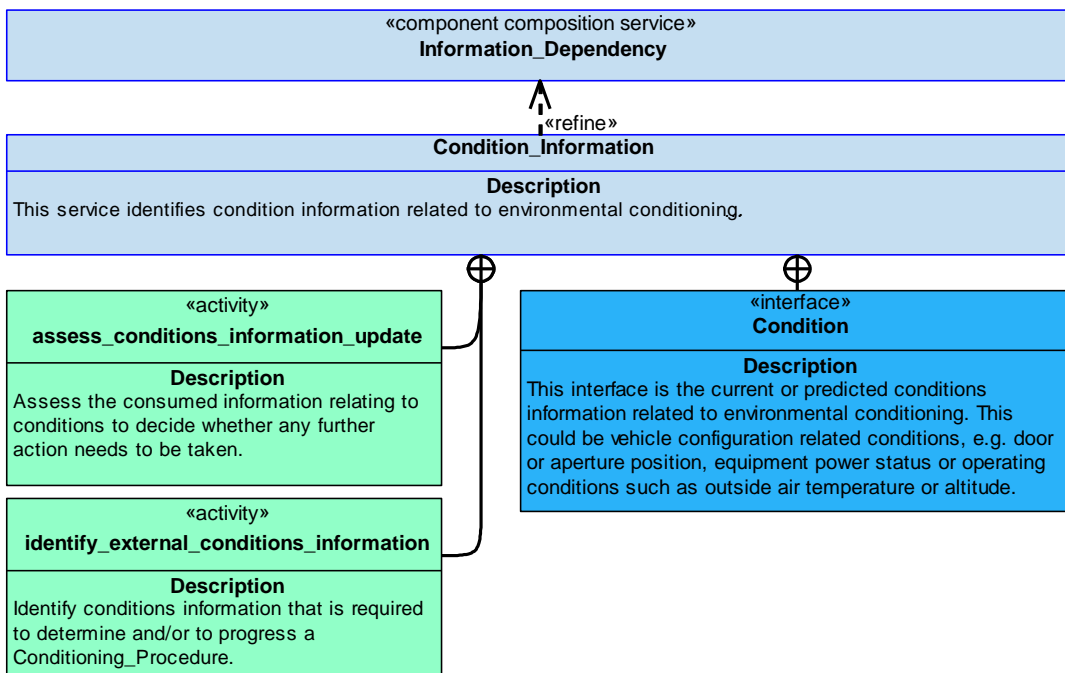 «component composition service»
Information_Dependency
«refine»
Condition_Information
Description
This service identifies condition information related to environmental conditioning.
«activity»
assess_conditions_information_update
Description
Assess the consumed information relating to
conditions to decide whether any further
action needs to be taken.
«interface»
Condition
Description
This interface is the current or predicted conditions
information related to environmental conditioning. This
could be vehicle configuration related conditions, e.g. door
or aperture position, equipment power status or operating
conditions such as outside air temperature or altitude.
«activity»
identify_external_conditions_information
Description
Identify conditions information that is required
to determine and/or to progress a
Conditioning_Procedure.